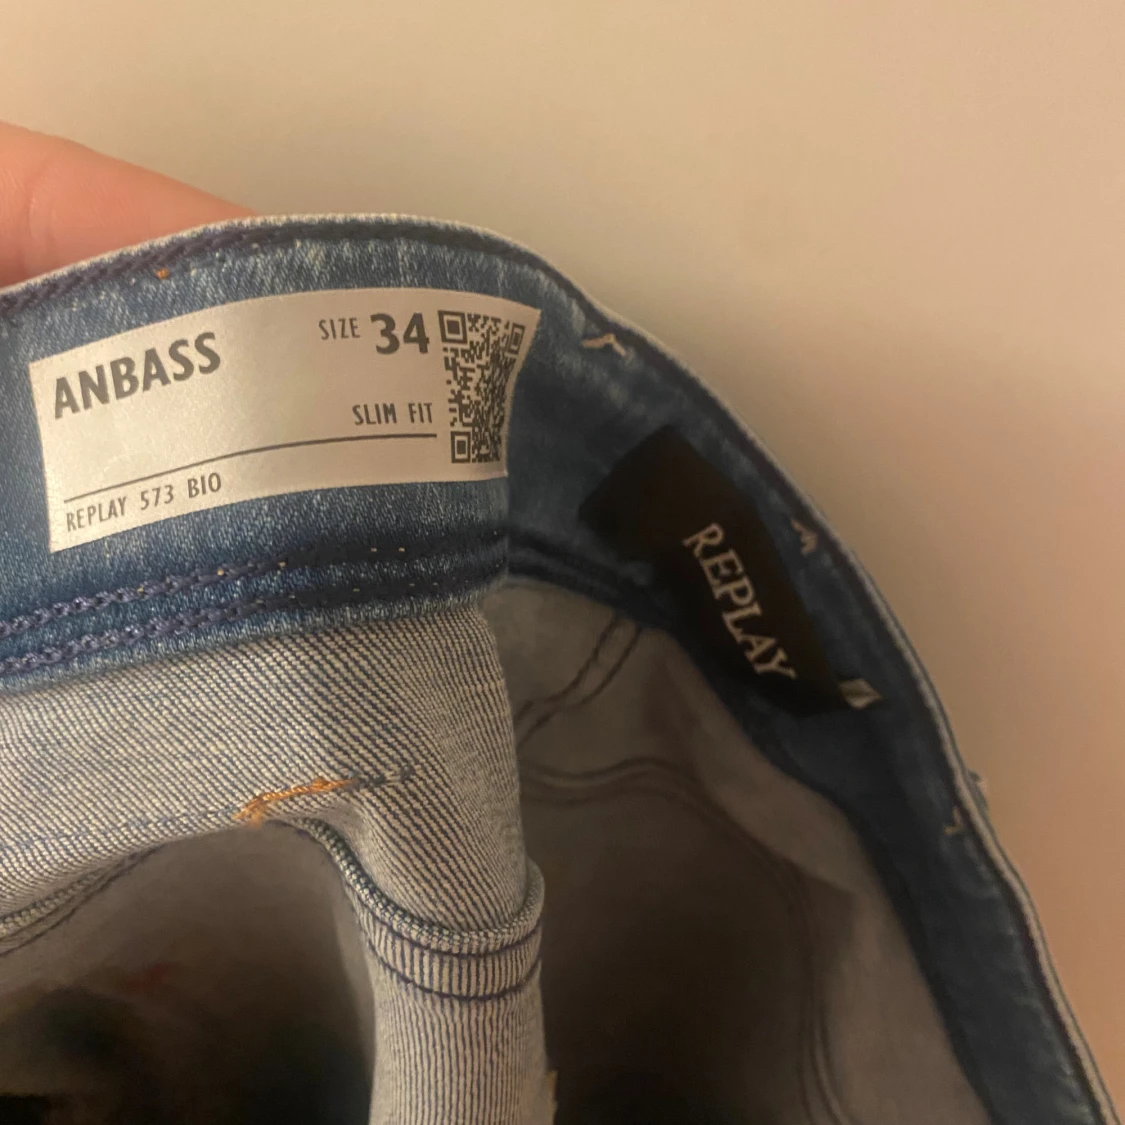 ANBASS
SIZE 34
SLIM FIT
REPLAY 573 BIO
REPLAY